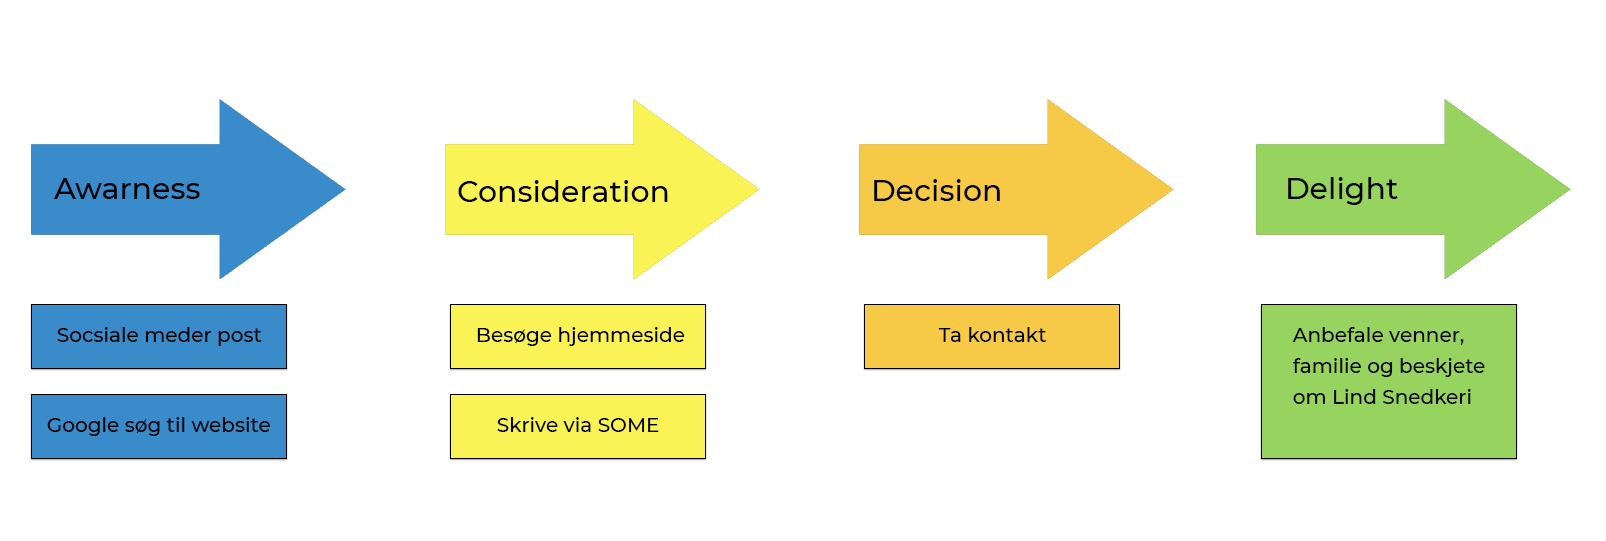 Awarness
Consideration
Decision
Delight
Socsiale meder post
Google søg til website
Besøge hjemmeside
Skrive via SOME
Ta kontakt
Anbefale venner,
familie og beskjete
om Lind Snedkeri